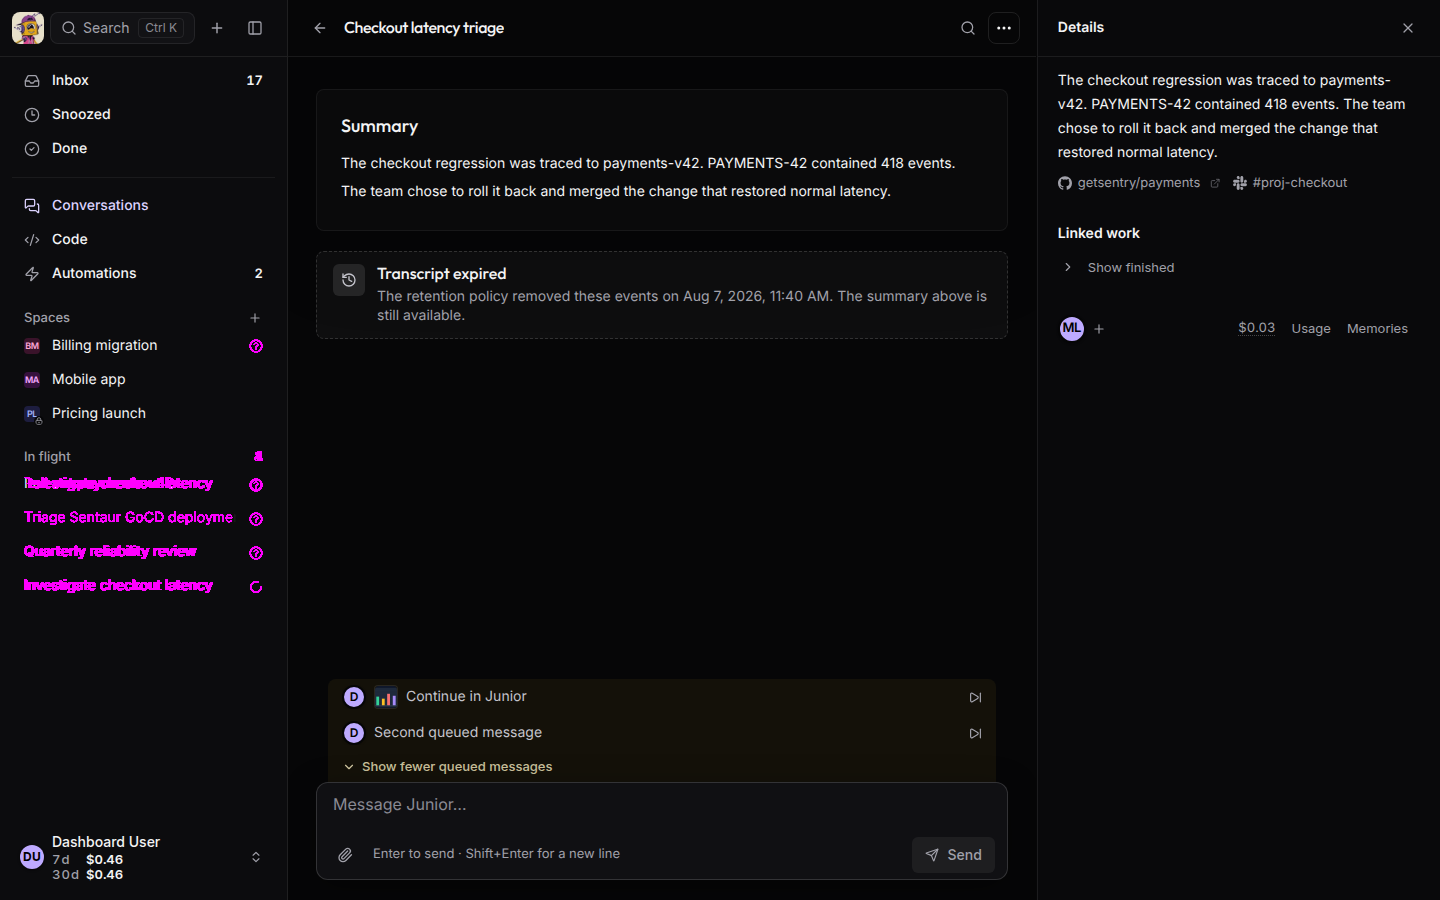 Search Ctrl K
Inbox 17
Snoozed
Done
Conversations
Code
Automations 2
Spaces
BM Billing migration
MA Mobile app
PL Pricing launch
In flight
Triage Sentaur GoCD deployme
Quarterly reliability review
Investigate checkout latency
DU Dashboard User
7d $0.46
30d $0.46
Checkout latency triage
Summary
The checkout regression was traced to payments-v42. PAYMENTS-42 contained 418 events.
The team chose to roll it back and merged the change that restored normal latency.
Transcript expired
The retention policy removed these events on Aug 7, 2026, 11:40 AM. The summary above is
still available.
D Continue in Junior
D Second queued message
Show fewer queued messages
Message Junior...
Enter to send · Shift+Enter for a new line
Send
Details
The checkout regression was traced to payments-
v42. PAYMENTS-42 contained 418 events. The team
chose to roll it back and merged the change that
restored normal latency.
getsentry/payments #proj-checkout
Linked work
Show finished
ML $0.03 Usage Memories